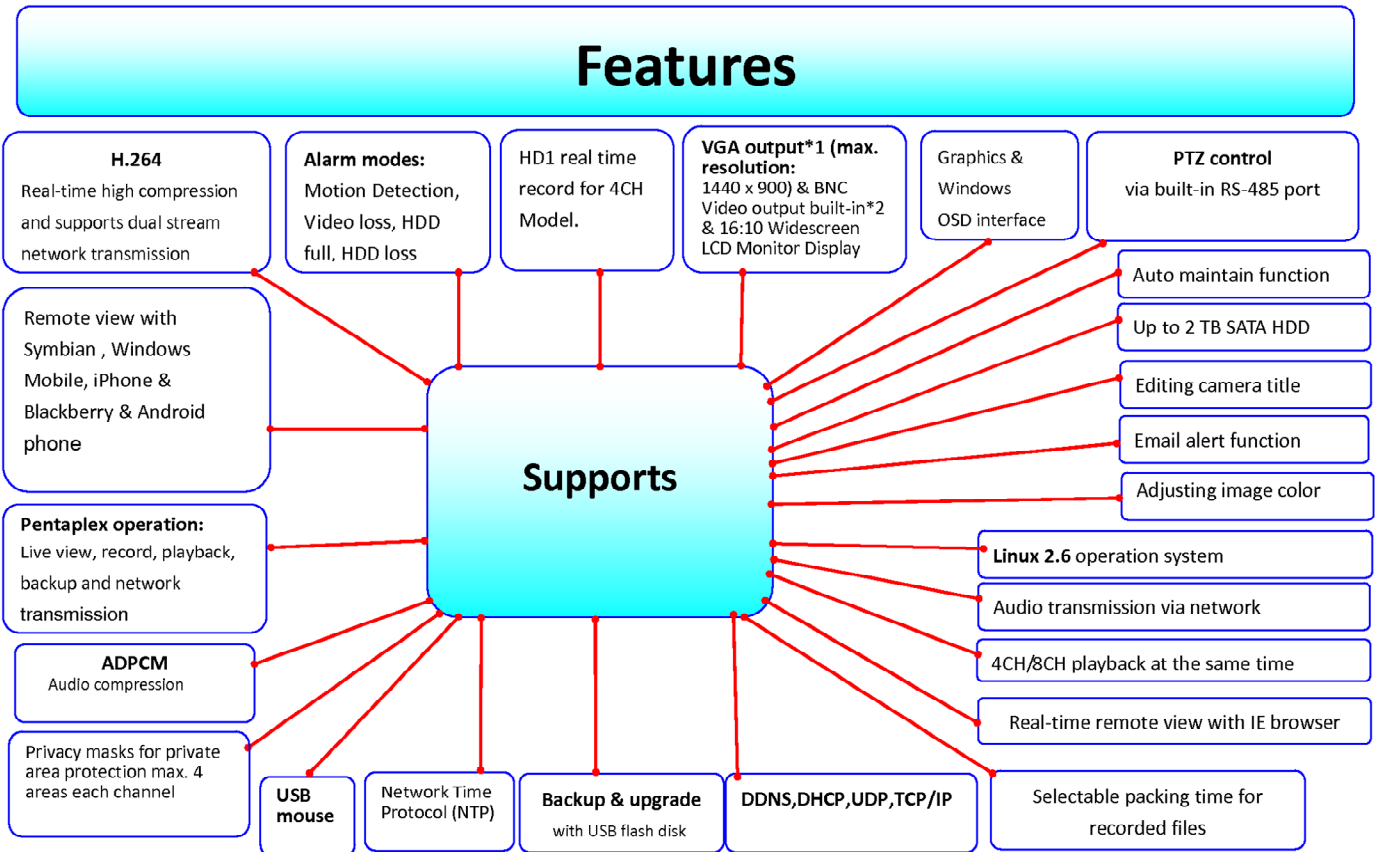 Features
H.264
Real-time high compression
and supports dual stream
network transmission
Alarm modes:
Motion Detection,
Video loss, HDD
full, HDD loss
HD1 real time
record for 4CH
Model.
VGA output*1 (max.
resolution:
1440 x 900) & BNC
Video output built-in*2
& 16:10 Widescreen
LCD Monitor Display
Graphics &
Windows
OSD interface
PTZ control
via built-in RS-485 port
Auto maintain function
Up to 2 TB SATA HDD
Editing camera title
Email alert function
Adjusting image color
Remote view with
Symbian , Windows
Mobile, iPhone &
Blackberry & Android
phone
Supports
Pentaplex operation:
Live view, record, playback,
backup and network
transmission
Linux 2.6 operation system
Audio transmission via network
4CH/8CH playback at the same time
Real-time remote view with IE browser
ADPCM
Audio compression
Privacy masks for private
area protection max. 4
areas each channel
USB
mouse
Network Time
Protocol (NTP)
Backup & upgrade
with USB flash disk
DDNS,DHCP,UDP,TCP/IP
Selectable packing time for
recorded files